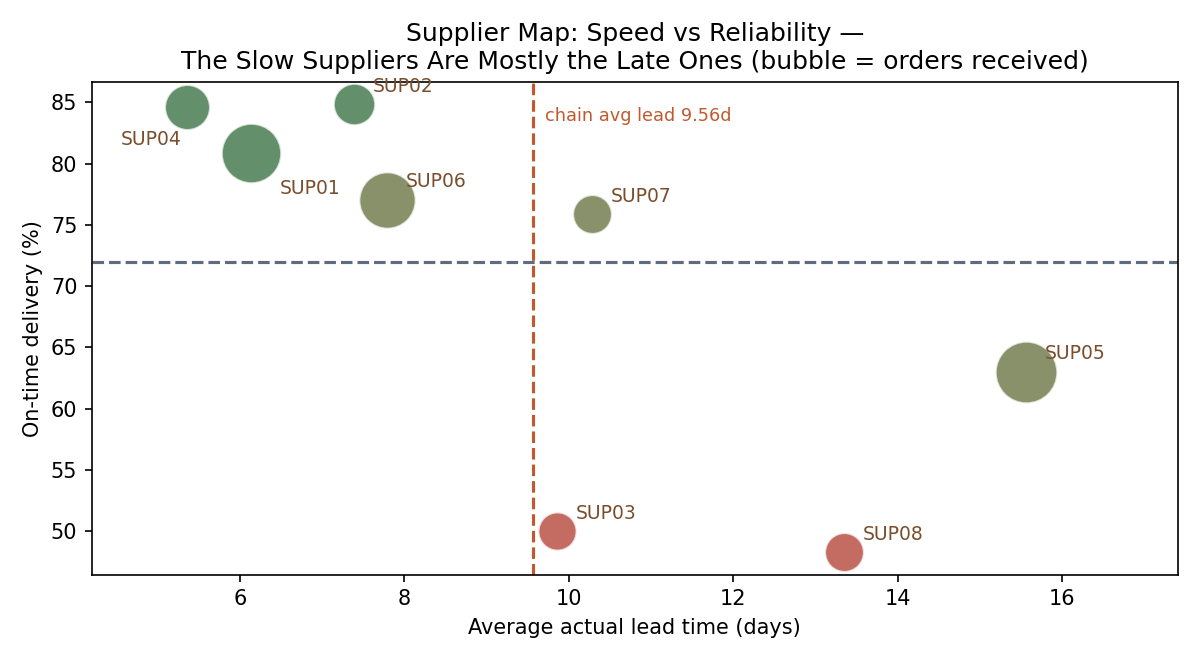 Supplier Map: Speed vs Reliability —
The Slow Suppliers Are Mostly the Late Ones (bubble = orders received)
On-time delivery (%)
85
80
75
70
65
60
55
50
SUP02
SUP04
SUP01
SUP06
SUP07
chain avg lead 9.56d
SUP05
SUP03
SUP08
6
8
10
12
14
16
Average actual lead time (days)